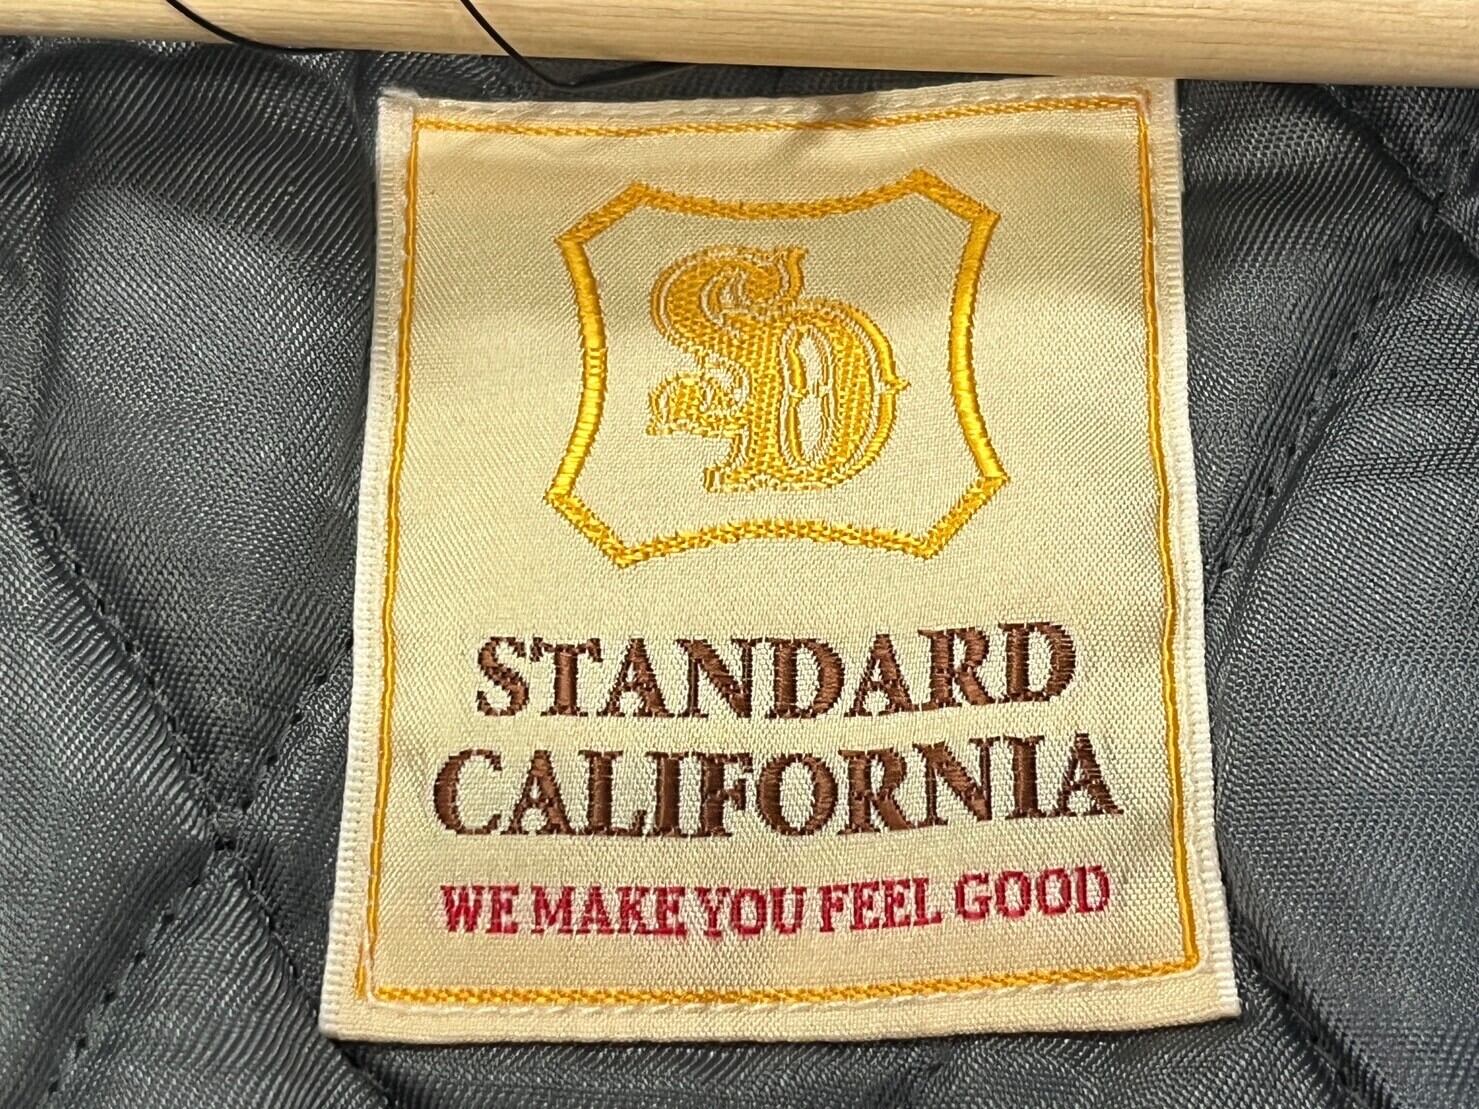 SD
STANDARD
CALIFORNIA
WE MAKE YOU FEEL GOOD